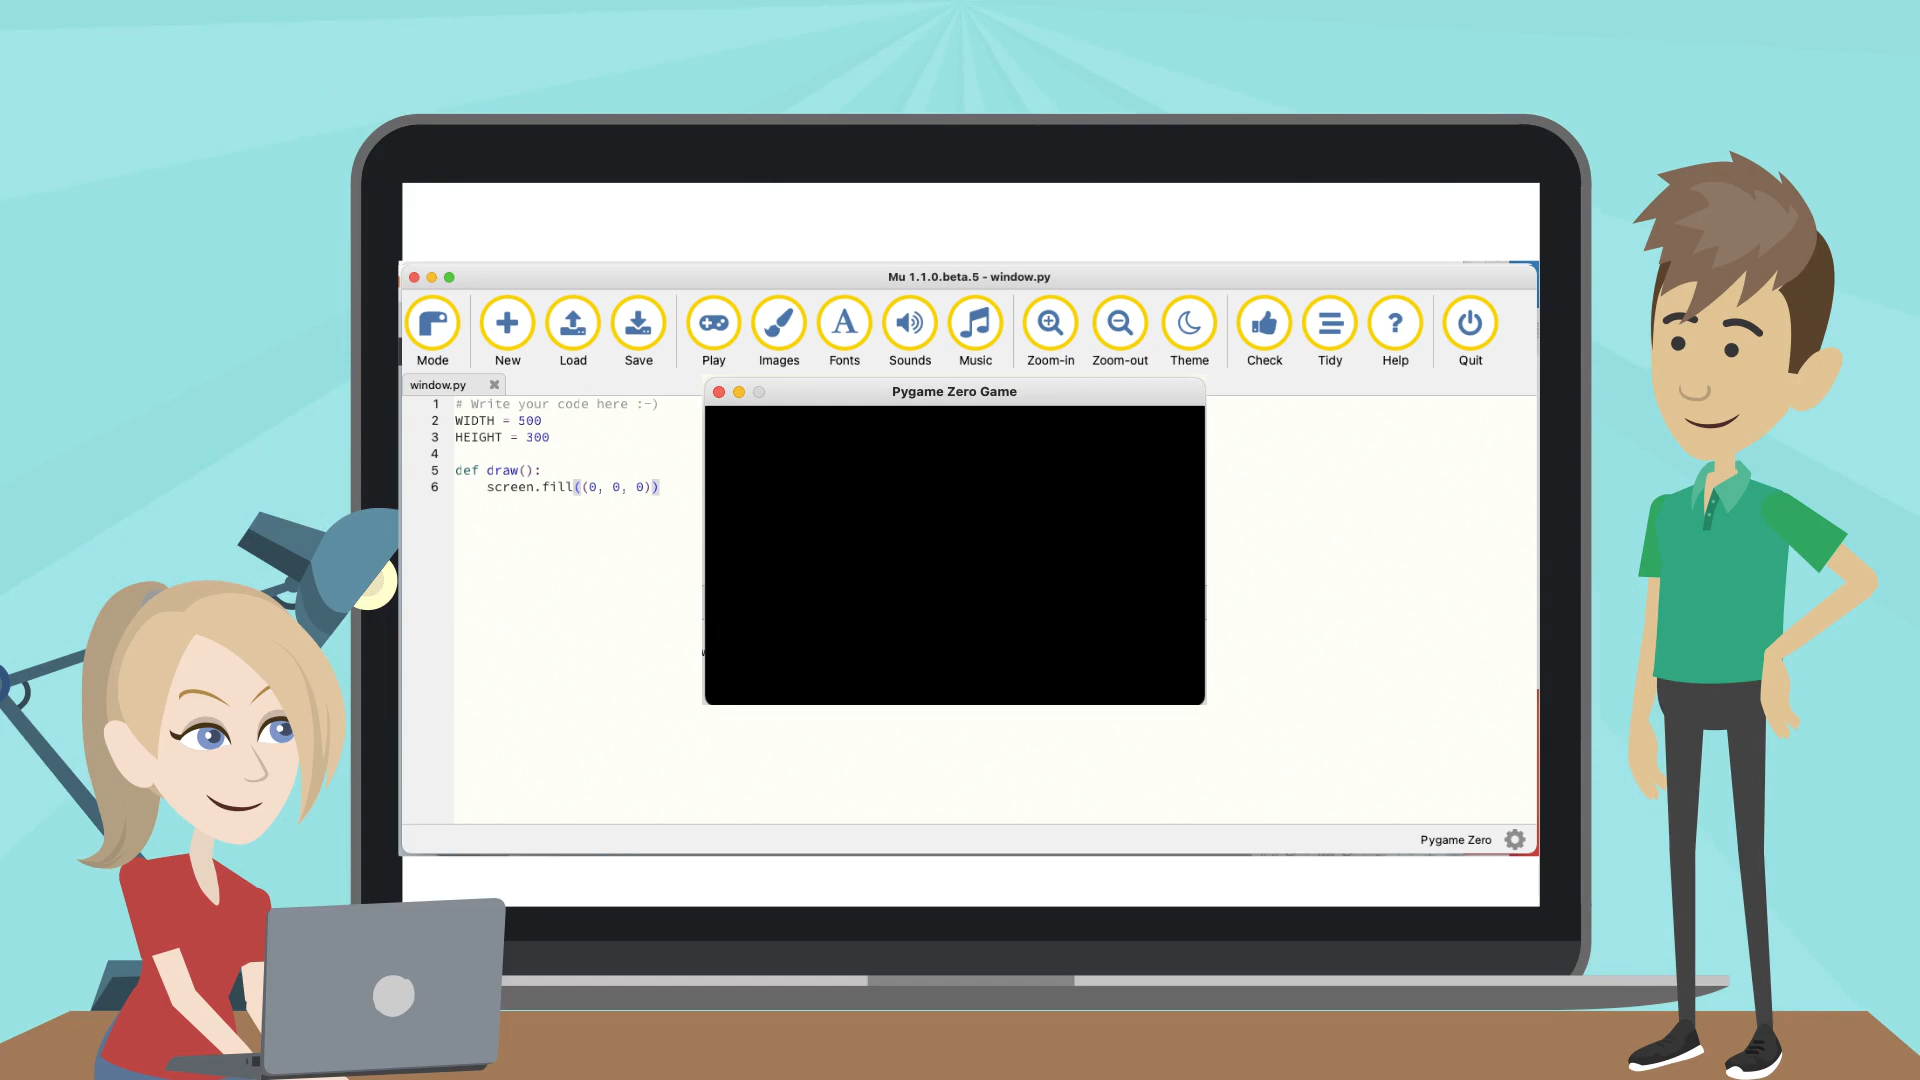 Mu 1.1.0.beta.5 - window.py
Mode New Load Save Play Images Fonts Sounds Music Zoom-in Zoom-out Theme Check Tidy Help Quit
window.py
Pygame Zero Game
1 # Write your code here :-)
2 WIDTH = 500
3 HEIGHT = 300
4
5 def draw():
6 screen.fill((0, 0, 0))
Pygame Zero